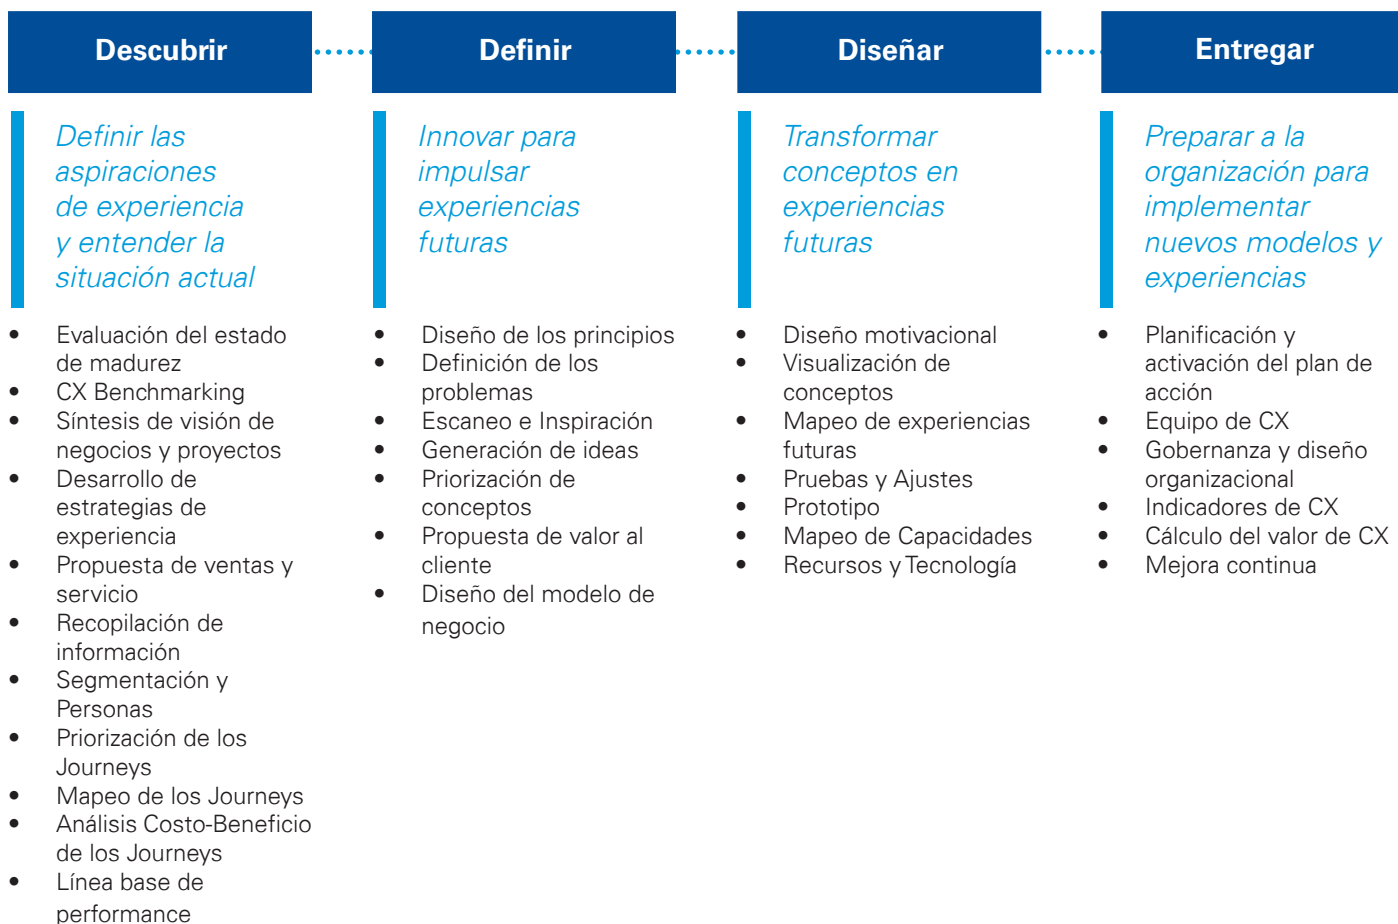 Descubrir
Definir las
aspiraciones
de experiencia
y entender la
situación actual
• Evaluación del estado
de madurez
• CX Benchmarking
• Síntesis de visión de
negocios y proyectos
• Desarrollo de
estrategias de
experiencia
• Propuesta de ventas y
servicio
• Recopilación de
información
• Segmentación y
Personas
• Priorización de los
Journeys
• Mapeo de los Journeys
• Análisis Costo-Beneficio
de los Journeys
• Línea base de
performance
Definir
Innovar para
impulsar
experiencias
futuras
• Diseño de los principios
• Definición de los
problemas
• Escaneo e Inspiración
• Generación de ideas
• Priorización de
conceptos
• Propuesta de valor al
cliente
• Diseño del modelo de
negocio
Diseñar
Transformar
conceptos en
experiencias
futuras
• Diseño motivacional
• Visualización de
conceptos
• Mapeo de experiencias
futuras
• Pruebas y Ajustes
• Prototipo
• Mapeo de Capacidades
• Recursos y Tecnología
Entregar
Preparar a la
organización para
implementar
nuevos modelos y
experiencias
• Planificación y
activación del plan de
acción
• Equipo de CX
• Gobernanza y diseño
organizacional
• Indicadores de CX
• Cálculo del valor de CX
• Mejora continua